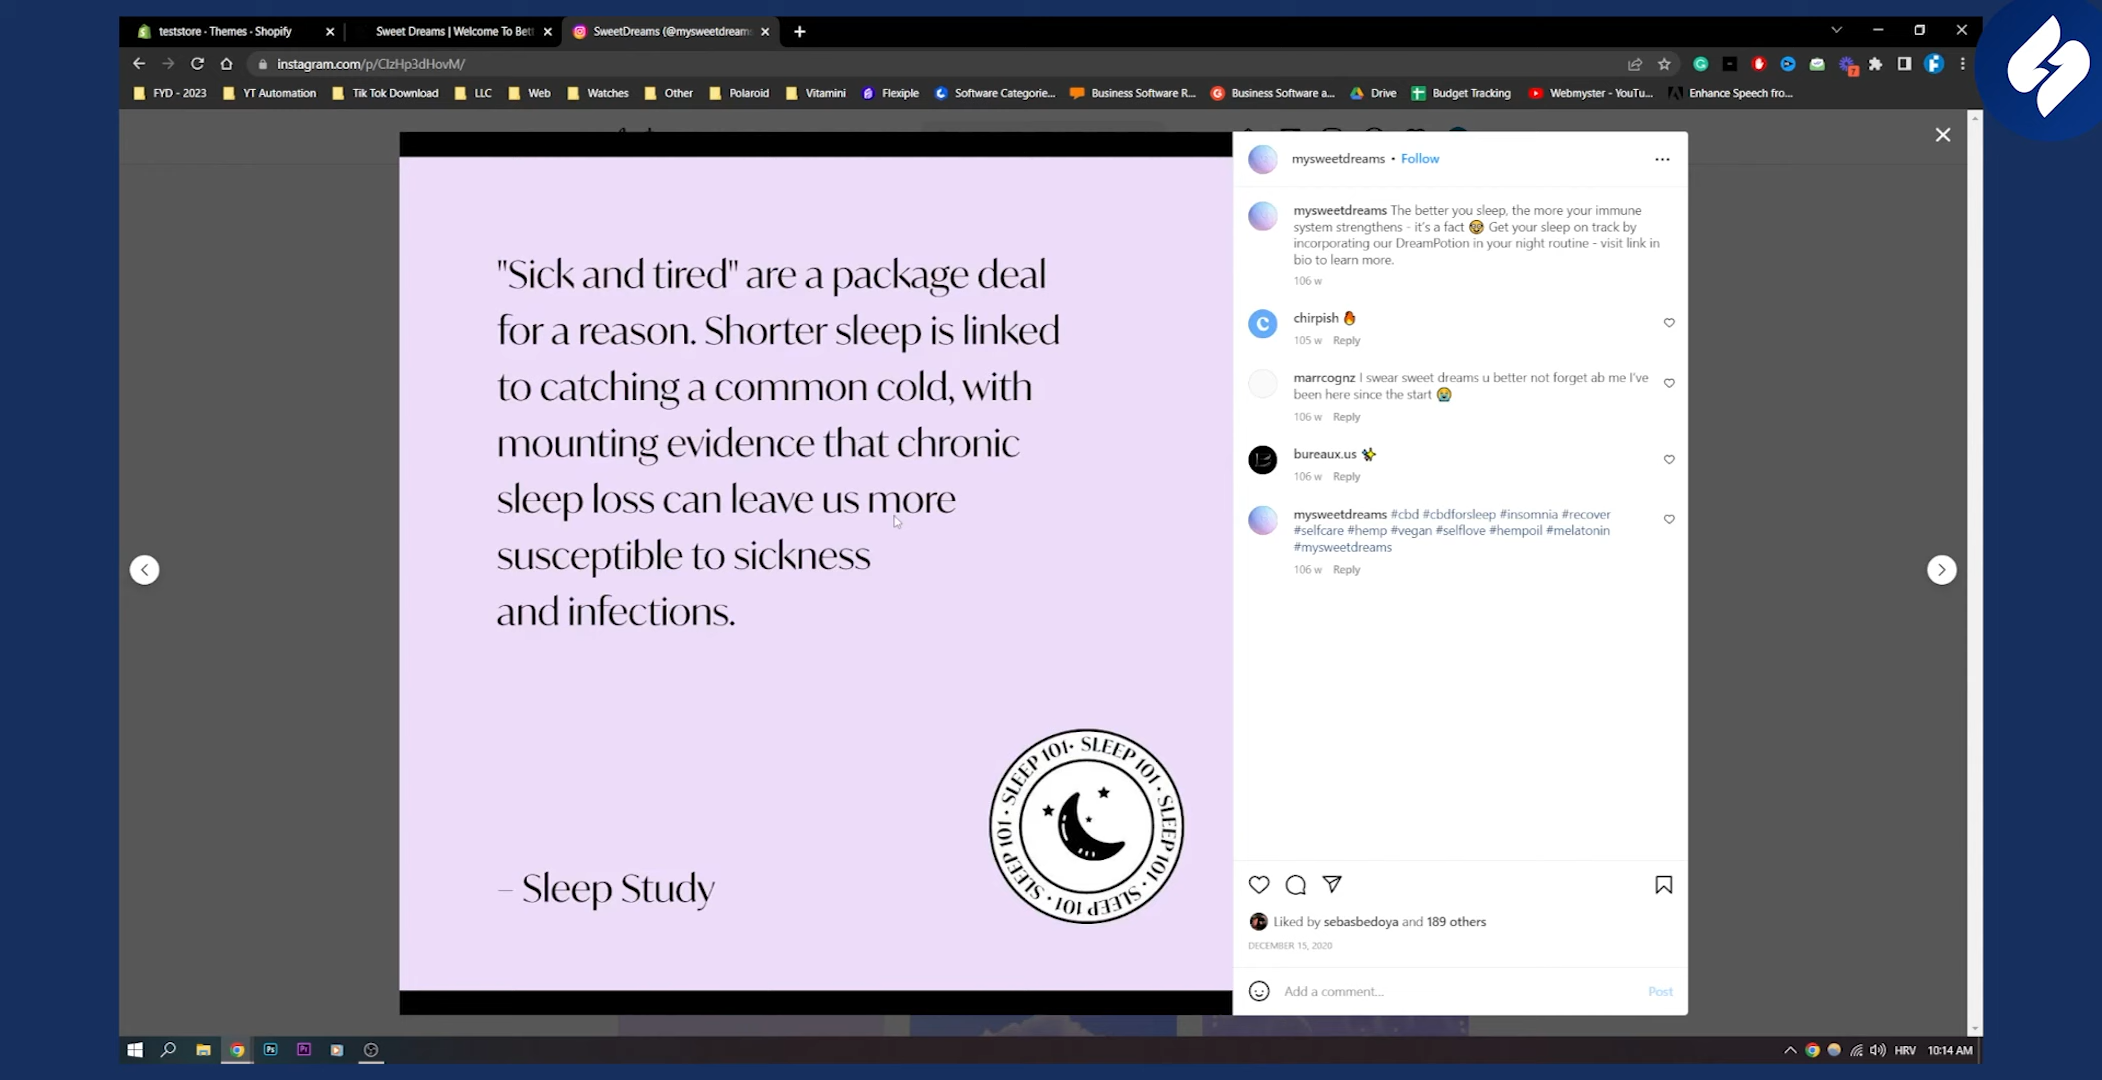 teststore · Themes · Shopify
Sweet Dreams | Welcome To Bett
SweetDreams (@mysweetdreams
instagram.com/p/CIzHp3dHovM/
FYD - 2023
YT Automation
Tik Tok Download
LLC
Web
Watches
Other
Polaroid
Vitamini
Flexiple
Software Categorie...
Business Software R...
Business Software a...
Drive
Budget Tracking
Webmyster - YouTu...
Enhance Speech fro...
"Sick and tired" are a package deal
for a reason. Shorter sleep is linked
to catching a common cold, with
mounting evidence that chronic
sleep loss can leave us more
susceptible to sickness
and infections.
– Sleep Study
SLEEP 101 · SLEEP 101 · SLEEP 101 · SLEEP 101 · SLEEP 101 ·
mysweetdreams • Follow
mysweetdreams The better you sleep, the more your immune
system strengthens - it's a fact 🤓 Get your sleep on track by
incorporating our DreamPotion in your night routine - visit link in
bio to learn more.
106 w
chirpish 🔥
105 w Reply
marrcognz I swear sweet dreams u better not forget ab me I've
been here since the start 😭
106 w Reply
bureaux.us ✨
106 w Reply
mysweetdreams #cbd #cbdforsleep #insomnia #recover
#selfcare #hemp #vegan #selflove #hempoil #melatonin
#mysweetdreams
106 w Reply
Liked by sebasbedoya and 189 others
DECEMBER 15, 2020
Add a comment...
Post
HRV
10:14 AM